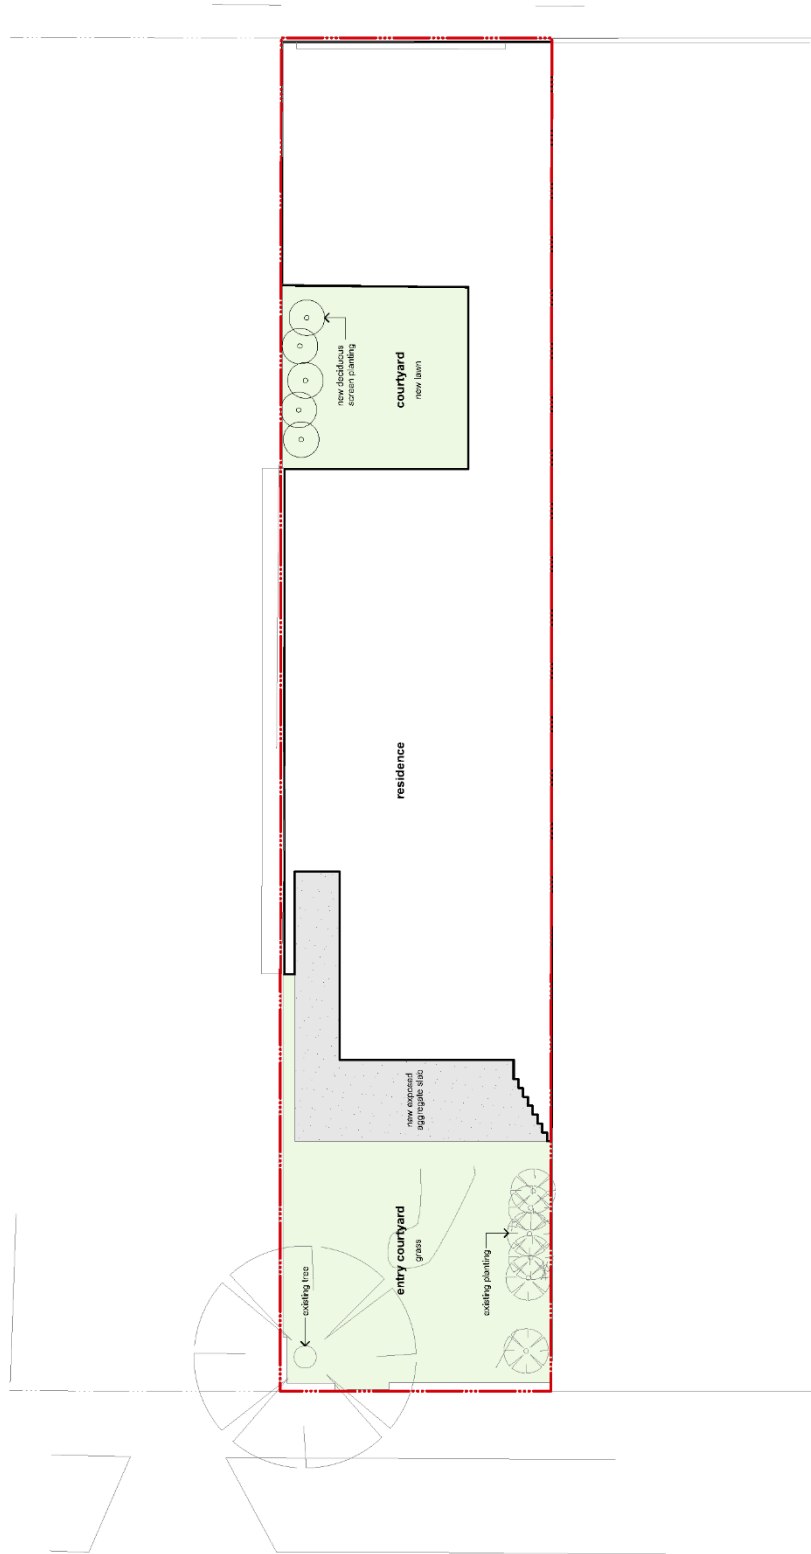 new deciduous
screen planting
courtyard
new lawn
residence
new exposed
aggregate slab
entry courtyard
grass
existing planting
existing tree